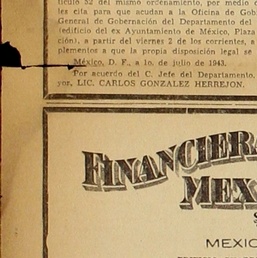 tículo 52 del mismo ordenamiento, por medio d
les cita para que acudan a la Oficina de Gob
General de Gobernación del Departamento del
(edificio del ex Ayuntamiento de México, Plaza
ción), a partir del viernes 2 de los corrientes, a
plementos a que la propia disposición legal se
México, D. F., a 1o. de julio de 1943.
Por acuerdo del C. Jefe del Departamento,
yor, LIC. CARLOS GONZALEZ HERREJON.
FINANCIERA
MEX
S
MEXIC